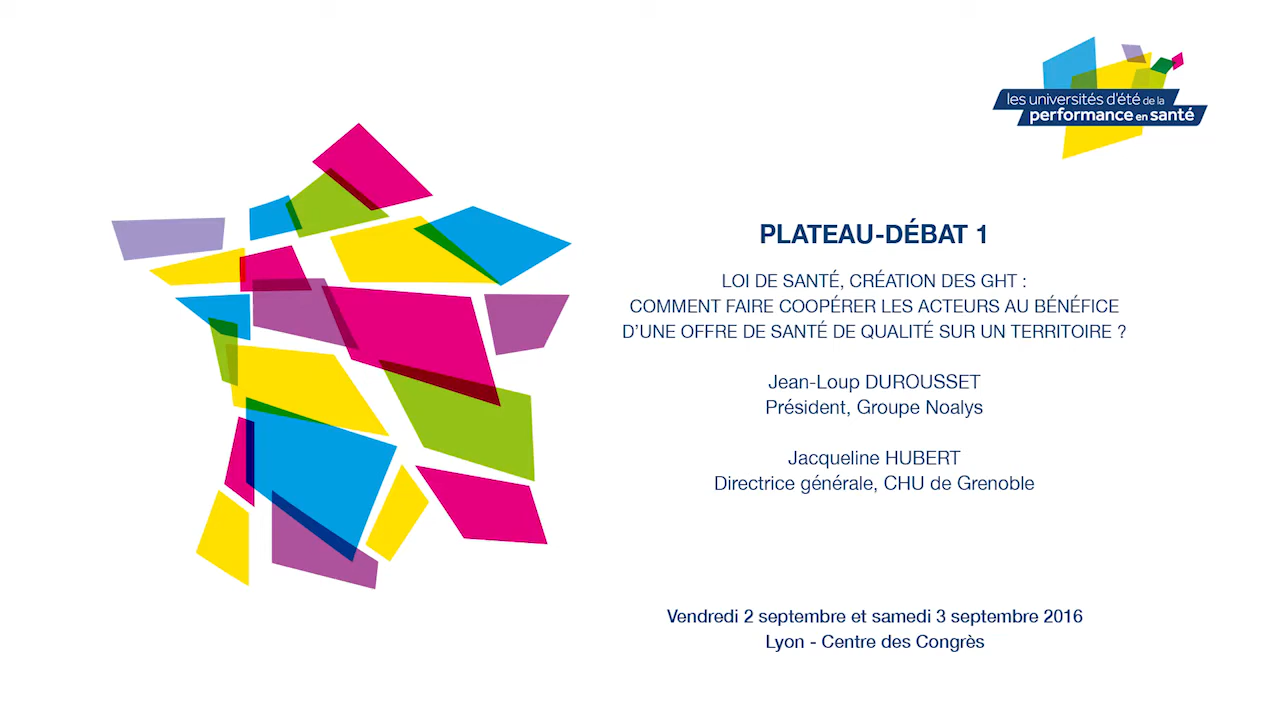 les universités d'été de la
performance en santé
PLATEAU-DÉBAT 1
LOI DE SANTÉ, CRÉATION DES GHT :
COMMENT FAIRE COOPÉRER LES ACTEURS AU BÉNÉFICE
D'UNE OFFRE DE SANTÉ DE QUALITÉ SUR UN TERRITOIRE ?
Jean-Loup DUROUSSET
Président, Groupe Noalys
Jacqueline HUBERT
Directrice générale, CHU de Grenoble
Vendredi 2 septembre et samedi 3 septembre 2016
Lyon - Centre des Congrès